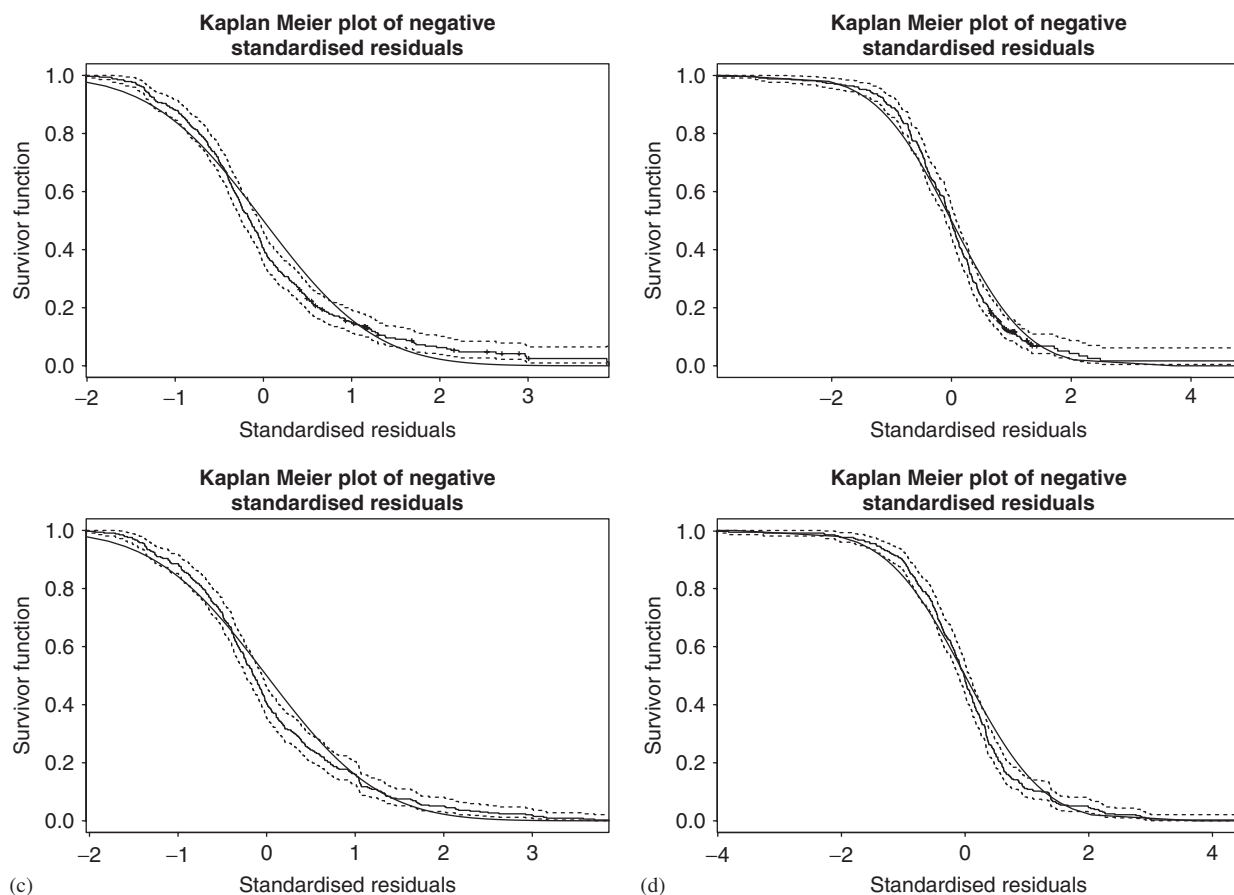 Kaplan Meier plot of negative
standardised residuals
Survivor function
1.0
0.8
0.6
0.4
0.2
0.0
−2
−1
0
1
2
3
Standardised residuals
Kaplan Meier plot of negative
standardised residuals
Survivor function
1.0
0.8
0.6
0.4
0.2
0.0
−2
0
2
4
Standardised residuals
Kaplan Meier plot of negative
standardised residuals
Survivor function
1.0
0.8
0.6
0.4
0.2
0.0
−2
−1
0
1
2
3
Standardised residuals
(c)
Kaplan Meier plot of negative
standardised residuals
Survivor function
1.0
0.8
0.6
0.4
0.2
0.0
−4
−2
0
2
4
Standardised residuals
(d)